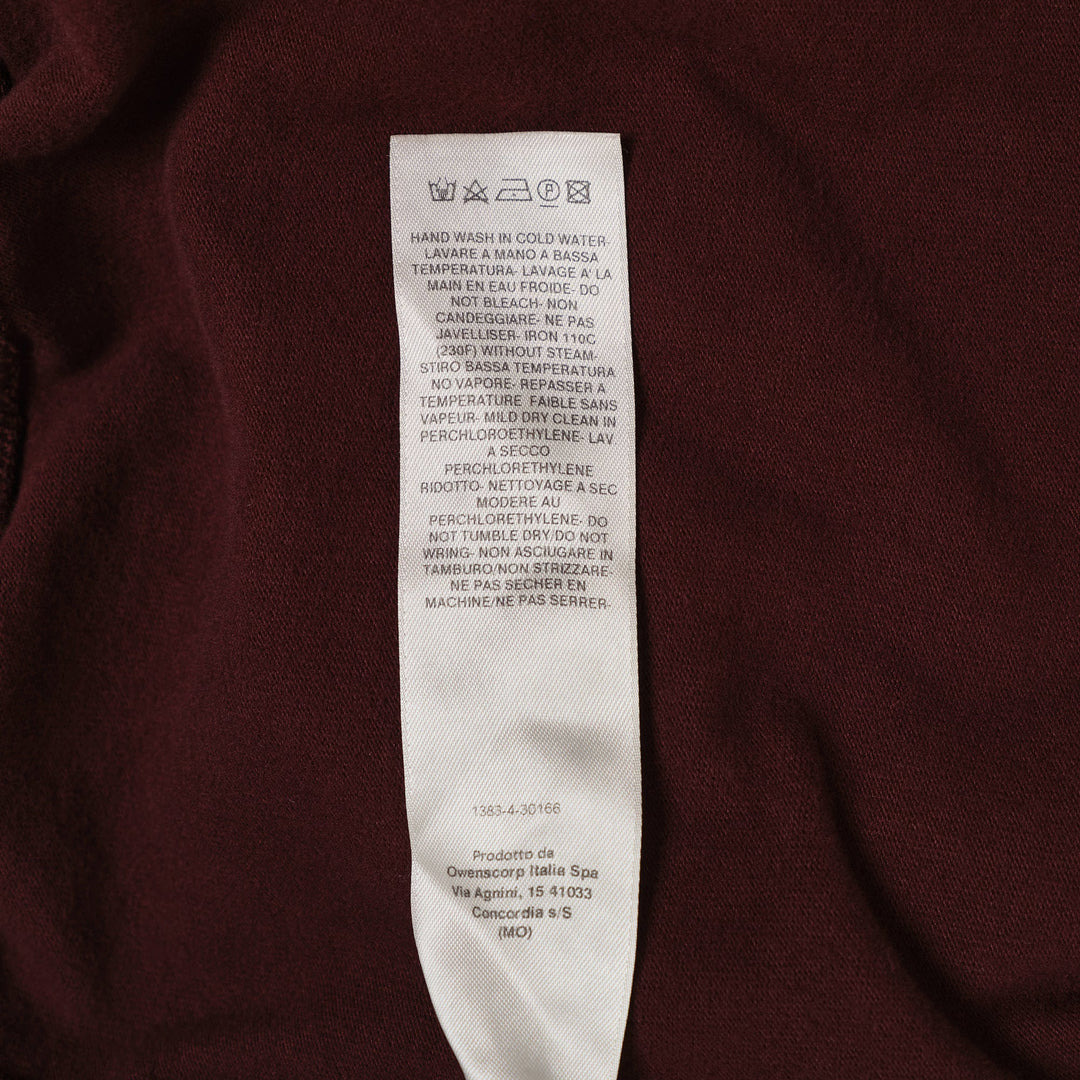 P
HAND WASH IN COLD WATER-
LAVARE A MANO A BASSA
TEMPERATURA- LAVAGE A' LA
MAIN EN EAU FROIDE- DO
NOT BLEACH- NON
CANDEGGIARE- NE PAS
JAVELLISER- IRON 110C
(230F) WITHOUT STEAM-
STIRO BASSA TEMPERATURA
NO VAPORE- REPASSER A
TEMPERATURE FAIBLE SANS
VAPEUR- MILD DRY CLEAN IN
PERCHLOROETHYLENE- LAV
A SECCO
PERCHLORETHYLENE
RIDOTTO- NETTOYAGE A SEC
MODERE AU
PERCHLORETHYLENE- DO
NOT TUMBLE DRY/DO NOT
WRING- NON ASCIUGARE IN
TAMBURO/NON STRIZZARE-
NE PAS SECHER EN
MACHINE/NE PAS SERRER-
1383-4-30166
Prodotto da
Owenscorp Italia Spa
Via Agnini, 15 41033
Concordia s/S
(MO)